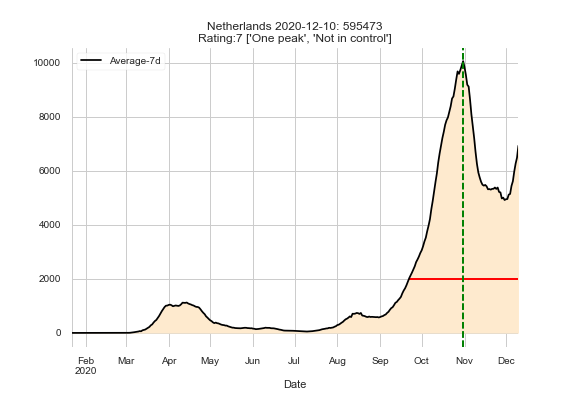 Netherlands 2020-12-10: 595473
Rating:7 ['One peak', 'Not in control']
Average-7d
10000
8000
6000
4000
2000
0
Feb Mar Apr May Jun Jul Aug Sep Oct Nov Dec
2020
Date